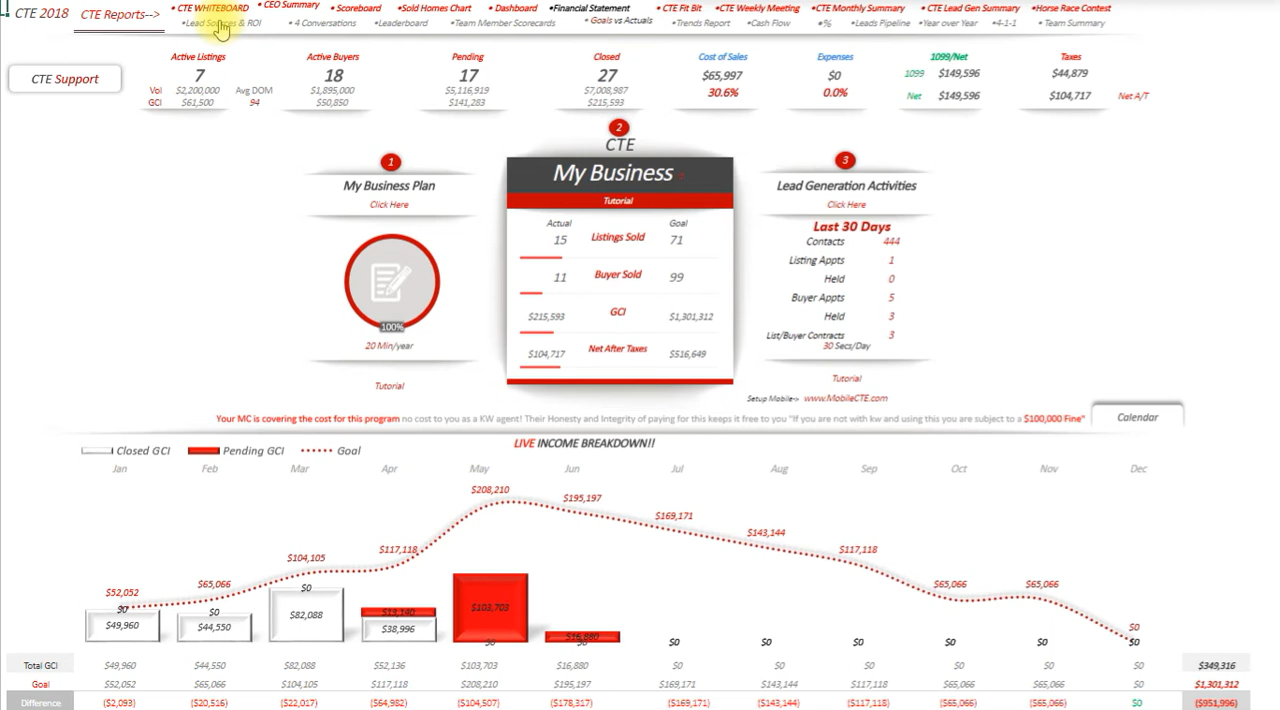 CTE 2018 CTE Reports--> • CTE WHITEBOARD • CEO Summary • Scoreboard •Sold Homes Chart • Dashboard •Financial Statement • CTE Fit Bit •CTE Weekly Meeting •CTE Monthly Summary • CTE Lead Gen Summary •Horse Race Contest
•Lead Sources & ROI • 4 Conversations •Leaderboard •Team Member Scorecards • Goals vs Actuals •Trends Report •Cash Flow •% •Leads Pipeline •Year over Year •4-1-1 • Team Summary
CTE Support
Active Listings Active Buyers Pending Closed Cost of Sales Expenses 1099/Net Taxes
7 18 17 27 $65,997 $0 1099 $149,596 $44,879
Vol $2,200,000 Avg DOM $1,895,000 $5,116,919 $7,008,987 30.6% 0.0% Net $149,596 $104,717 Net A/T
GCI $61,500 94 $50,850 $141,283 $215,593
1
My Business Plan
Click Here
100%
20 Min/year
Tutorial
2
CTE
My Business
Tutorial
Actual Goal
15 Listings Sold 71
11 Buyer Sold 99
$215,593 GCI $1,301,312
$104,717 Net After Taxes $516,649
3
Lead Generation Activities
Click Here
Last 30 Days
Contacts 444
Listing Appts 1
Held 0
Buyer Appts 5
Held 3
List/Buyer Contracts 3
30 Secs/Day
Tutorial
Setup Mobile-> www.MobileCTE.com
Your MC is covering the cost for this program no cost to you as a KW agent! Their Honesty and Integrity of paying for this keeps it free to you "If you are not with kw and using this you are subject to a $100,000 Fine"
Calendar
LIVE INCOME BREAKDOWN!!
Closed GCI Pending GCI Goal
Jan Feb Mar Apr May Jun Jul Aug Sep Oct Nov Dec
$52,052 $65,066 $104,105 $117,118 $208,210 $195,197 $169,171 $143,144 $117,118 $65,066 $65,066 $0
$0 $0 $0 $13,140 $103,703 $16,880
$49,960 $44,550 $82,088 $38,996 $0 $0 $0 $0 $0 $0 $0 $0
Total GCI $49,960 $44,550 $82,088 $52,136 $103,703 $16,880 $0 $0 $0 $0 $0 $0 $349,316
Goal $52,052 $65,066 $104,105 $117,118 $208,210 $195,197 $169,171 $143,144 $117,118 $65,066 $65,066 $0 $1,301,312
Difference ($2,093) ($20,516) ($22,017) ($64,982) ($104,507) ($178,317) ($169,171) ($143,144) ($117,118) ($65,066) ($65,066) $0 ($951,996)